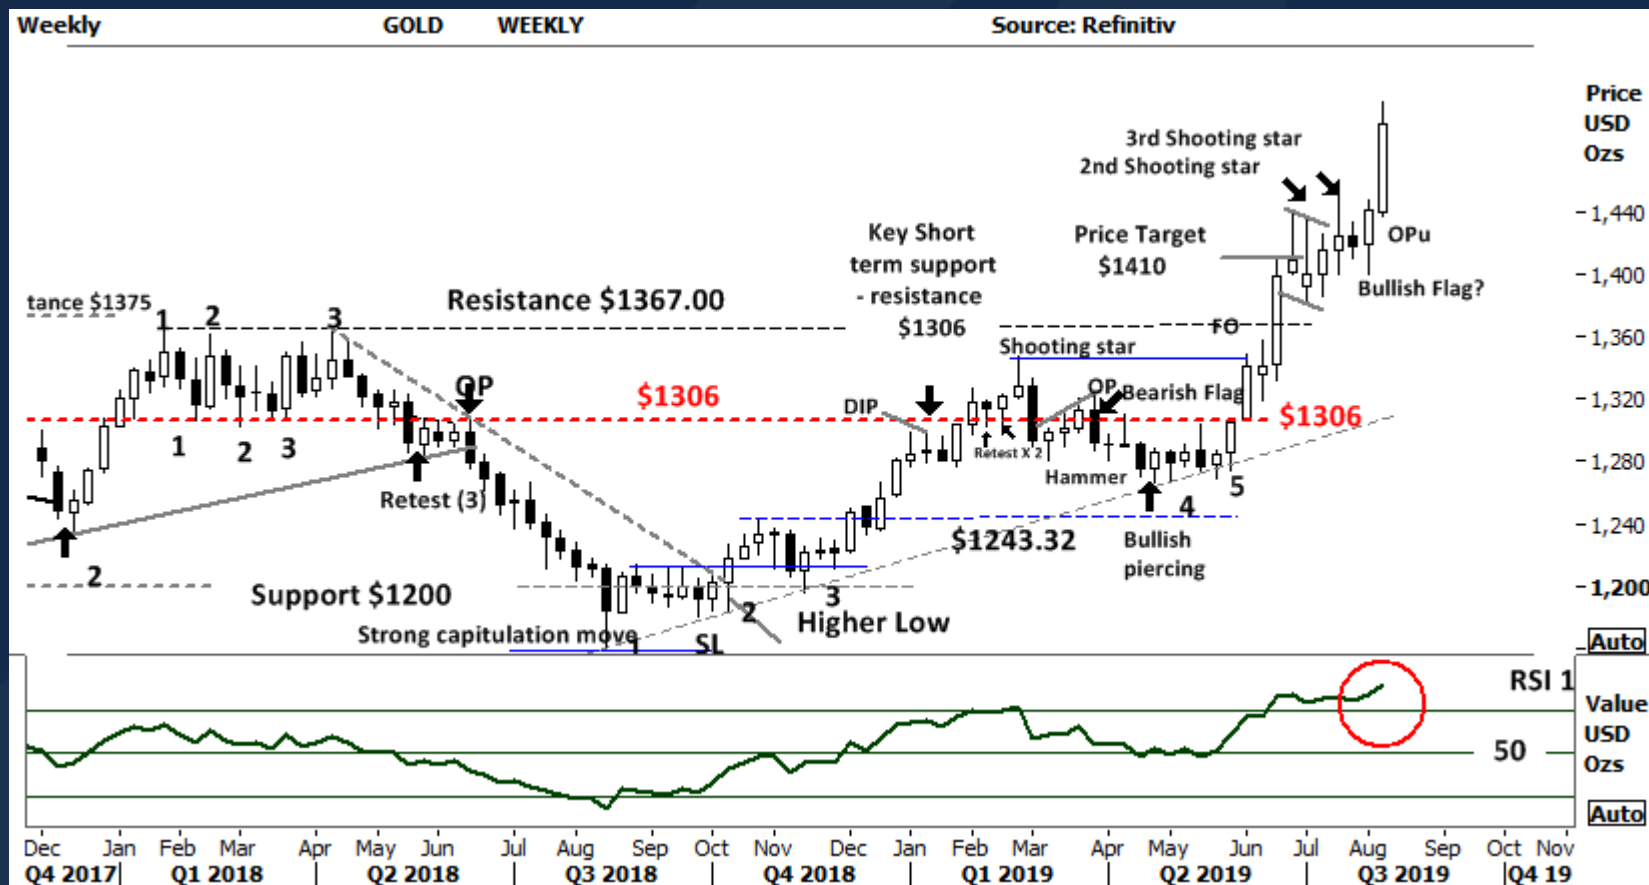 Weekly GOLD WEEKLY Source: Refinitiv
Price
USD
Ozs
3rd Shooting star
2nd Shooting star
1,440
Key Short
term support
- resistance
$1306
Price Target
$1410
OPu
1,400
Bullish Flag?
tance $1375
Resistance $1367.00
1 2 3
FO
1,360
Shooting star
OP
$1306
DIP
OP
Bearish Flag
1,320
$1306
1 2 3
Retest X 2
Hammer
1,280
Retest (3)
4 5
1,240
$1243.32
Bullish
piercing
2
Support $1200
1,200
2 3
Higher Low
Strong capitulation move
1
SL
Auto
RSI 1
Value
USD
Ozs
50
Auto
Dec Jan Feb Mar Apr May Jun Jul Aug Sep Oct Nov Dec Jan Feb Mar Apr May Jun Jul Aug Sep Oct Nov
Q4 2017 Q1 2018 Q2 2018 Q3 2018 Q4 2018 Q1 2019 Q2 2019 Q3 2019 Q4 19